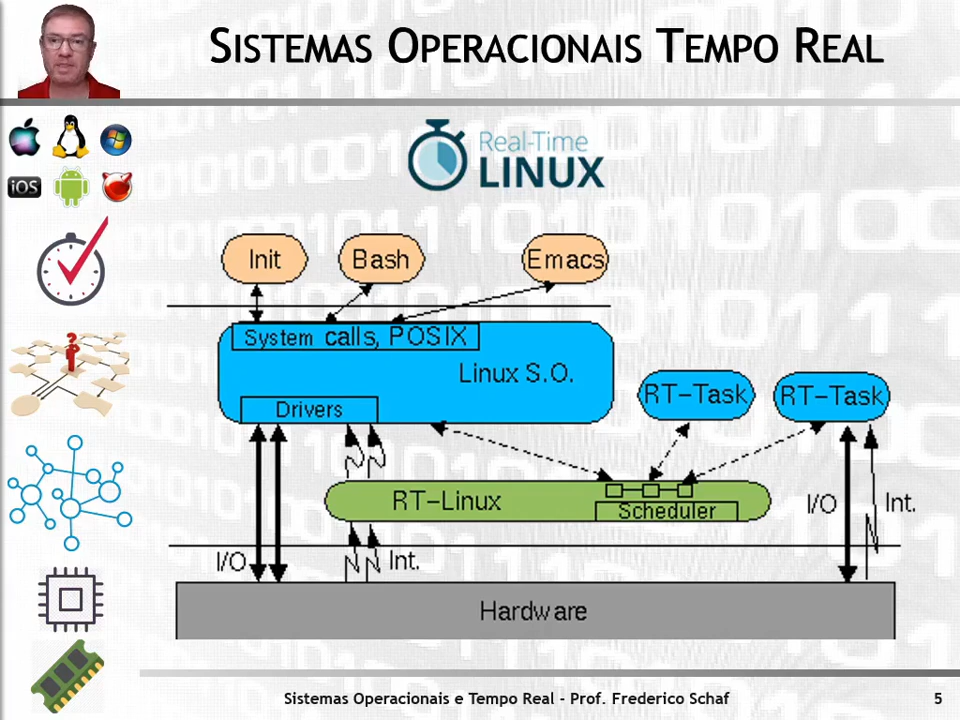 SISTEMAS OPERACIONAIS TEMPO REAL
Real-Time
LINUX
iOS
Init
Bash
Emacs
System calls, POSIX
Linux S.O.
Drivers
RT-Task
RT-Task
RT-Linux
Scheduler
I/O
Int.
I/O
Int.
Hardware
Sistemas Operacionais e Tempo Real - Prof. Frederico Schaf
5